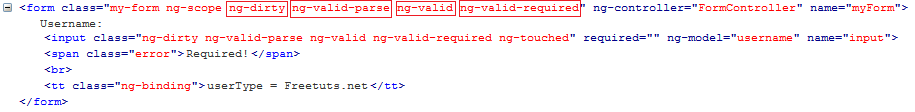 <form class="my-form ng-scope ng-dirty ng-valid-parse ng-valid ng-valid-required" ng-controller="FormController" name="myForm">
Username:
<input class="ng-dirty ng-valid-parse ng-valid ng-valid-required ng-touched" required="" ng-model="username" name="input">
<span class="error">Required!</span>
<br>
<tt class="ng-binding">userType = Freetuts.net</tt>
</form>